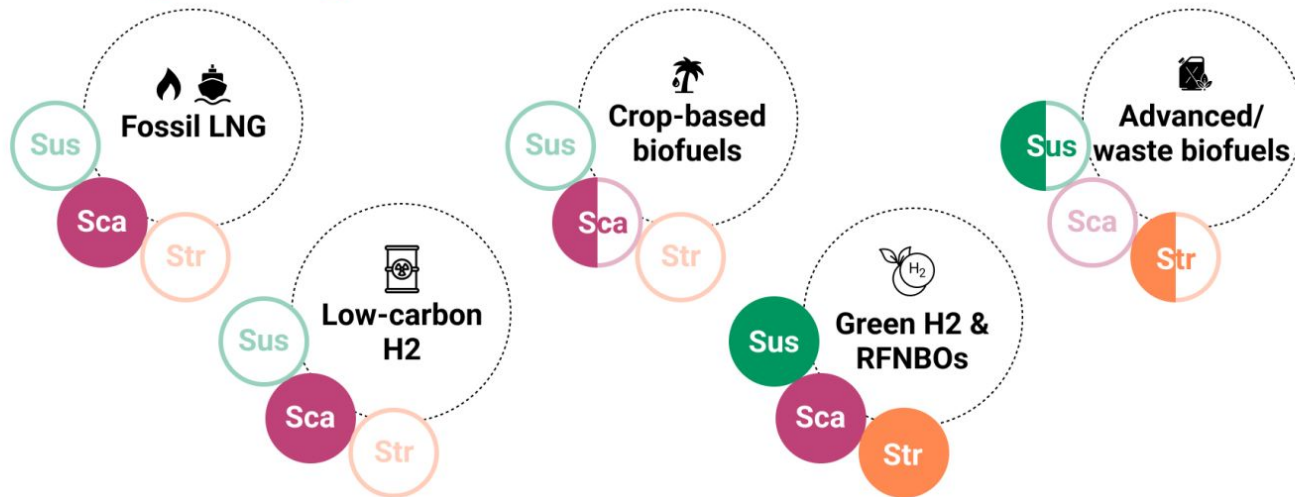 Fossil LNG
Sus
Sca
Str
Low-carbon
H2
Sus
Sca
Str
Crop-based
biofuels
Sus
Sca
Str
H2
Green H2 &
RFNBOs
Sus
Sca
Str
Advanced/
waste biofuels
Sus
Sca
Str